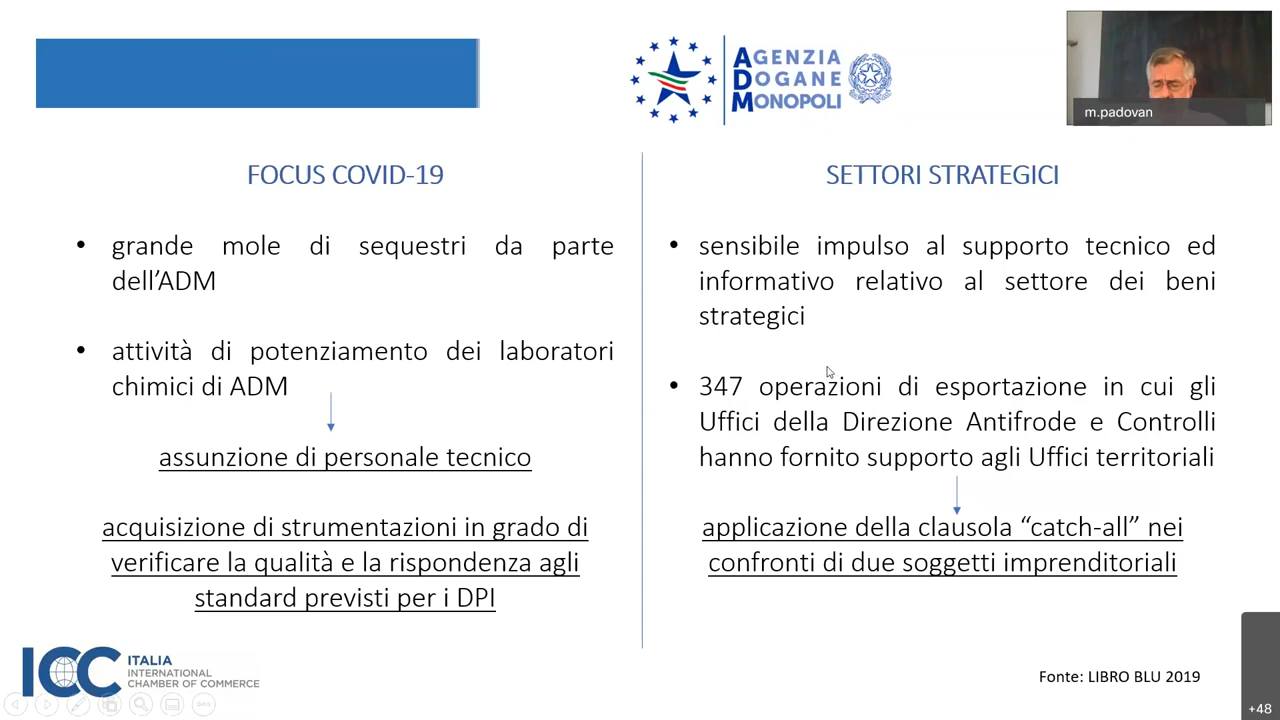 AGENZIA
DOGANE
MONOPOLI
m.padovan
FOCUS COVID-19
• grande mole di sequestri da parte
dell’ADM
• attività di potenziamento dei laboratori
chimici di ADM
assunzione di personale tecnico
acquisizione di strumentazioni in grado di
verificare la qualità e la rispondenza agli
standard previsti per i DPI
SETTORI STRATEGICI
• sensibile impulso al supporto tecnico ed
informativo relativo al settore dei beni
strategici
• 347 operazioni di esportazione in cui gli
Uffici della Direzione Antifrode e Controlli
hanno fornito supporto agli Uffici territoriali
applicazione della clausola “catch-all” nei
confronti di due soggetti imprenditoriali
ICC
ITALIA
INTERNATIONAL
CHAMBER OF COMMERCE
Fonte: LIBRO BLU 2019
+48